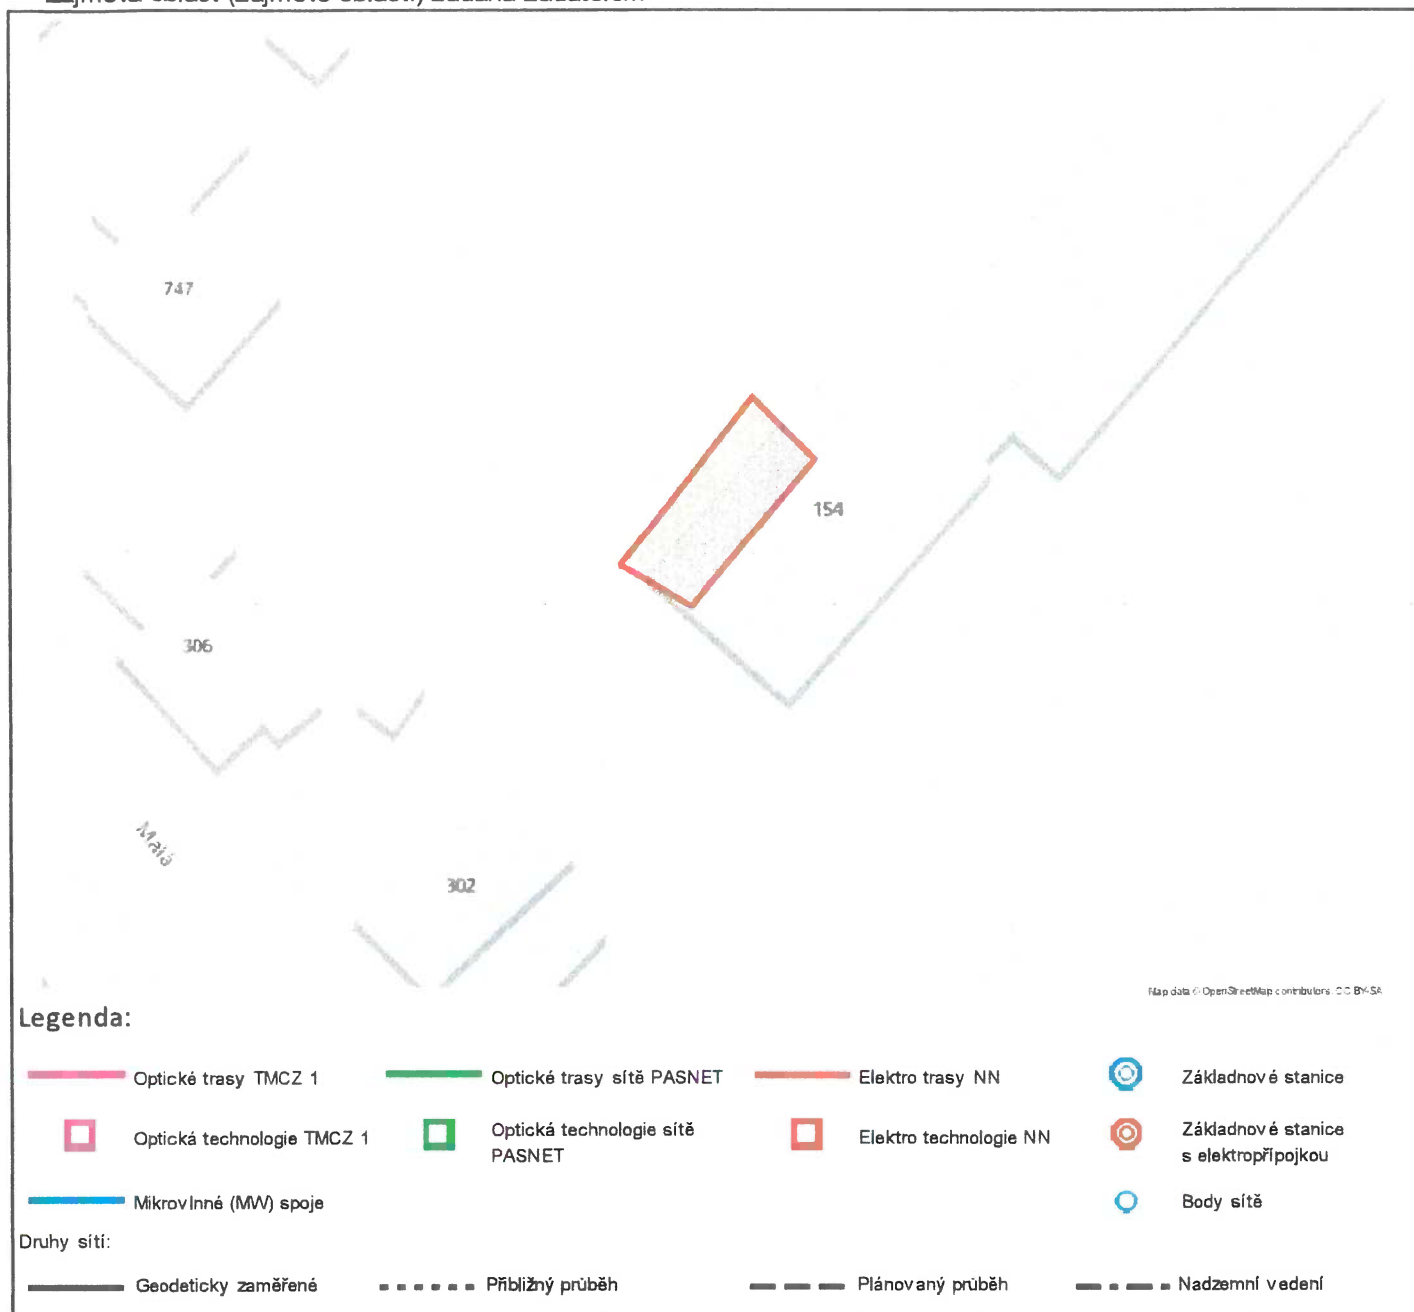 747
154
306
Malá
302
Map data © OpenStreetMap contributors, CC BY-SA
Legenda:
Optické trasy TMCZ 1
Optické trasy sítě PASNET
Elektro trasy NN
Základnové stanice
Optická technologie TMCZ 1
Optická technologie sítě
PASNET
Elektro technologie NN
Základnové stanice
s elektropřípojkou
Mikrovlnné (MW) spoje
Body sítě
Druhy sítí:
Geodeticky zaměřené
Přibližný průběh
Plánovaný průběh
Nadzemní vedení